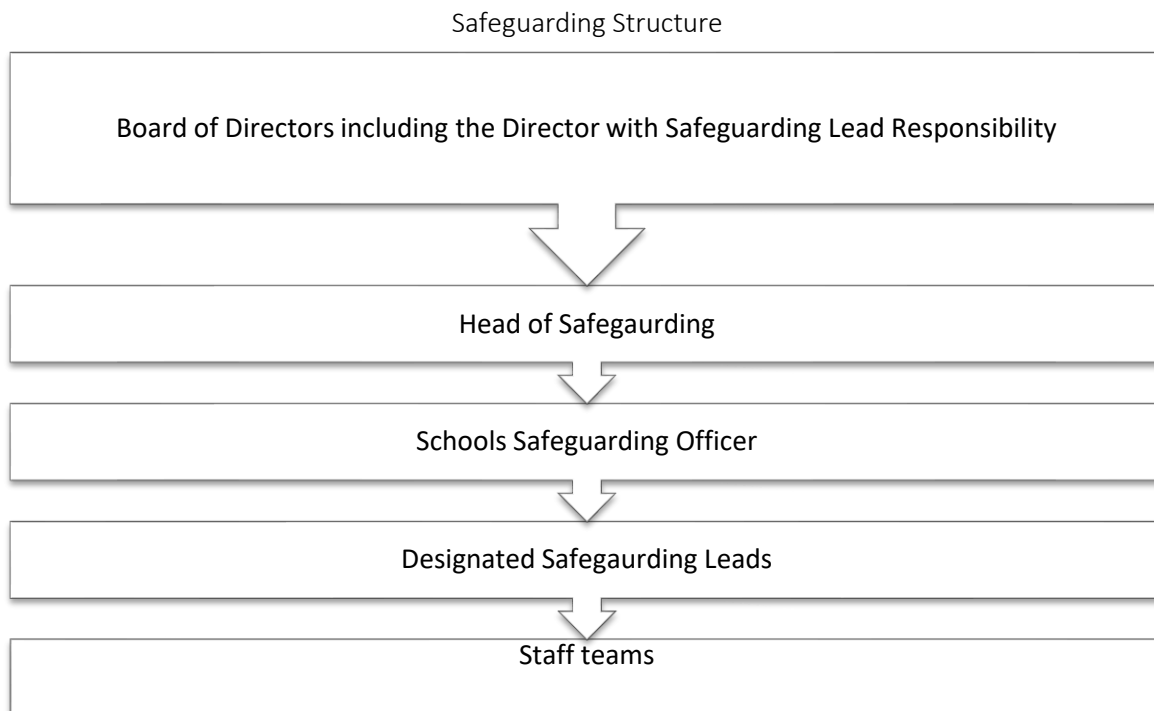 Safeguarding Structure
Board of Directors including the Director with Safeguarding Lead Responsibility
Head of Safegaurding
Schools Safeguarding Officer
Designated Safegaurding Leads
Staff teams